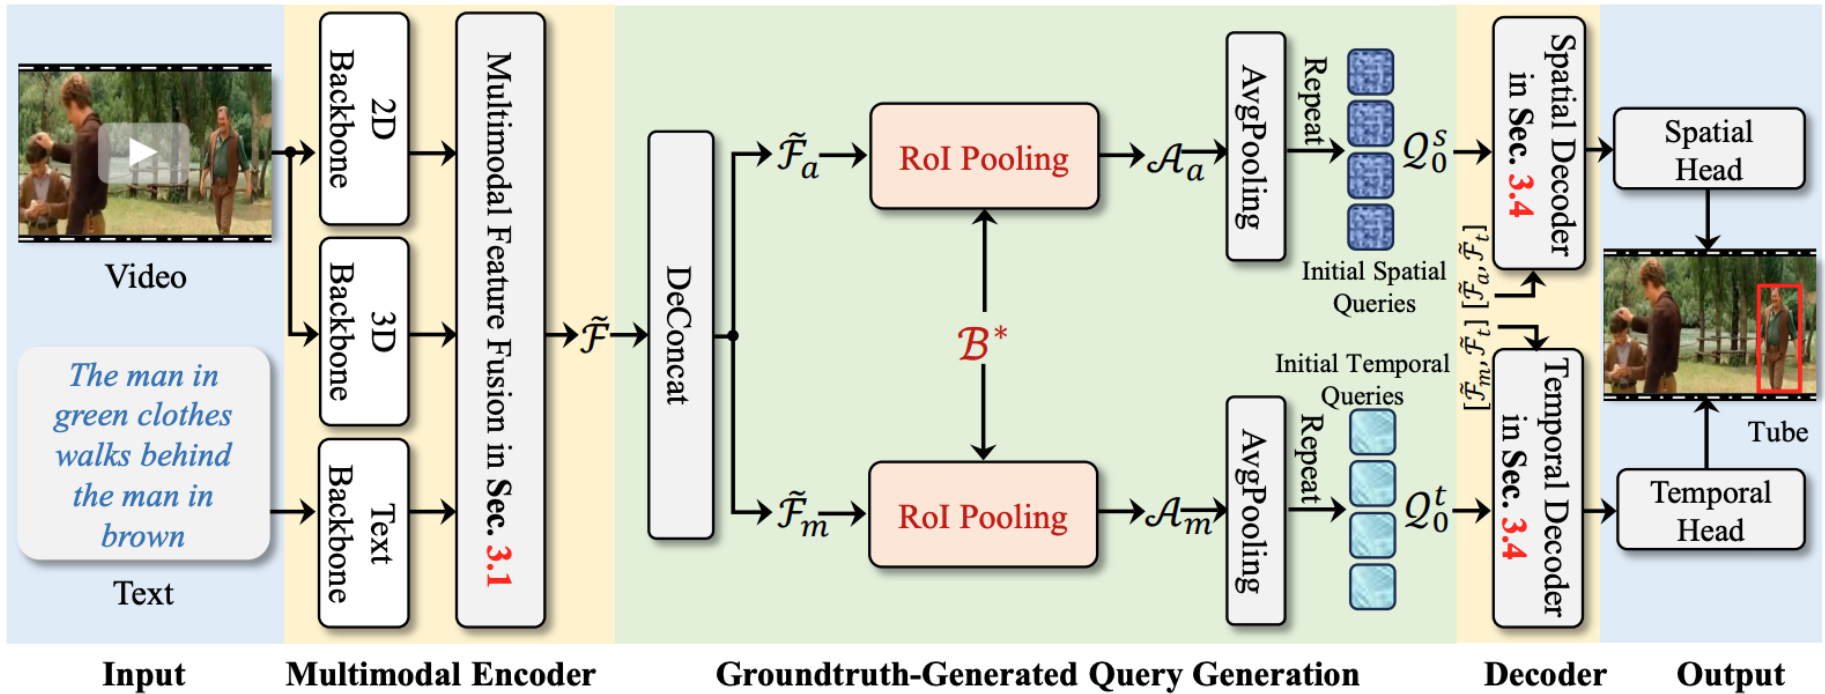 Video
The man in
green clothes
walks behind
the man in
brown
Text
2D
Backbone
3D
Backbone
Text
Backbone
Multimodal Feature Fusion in Sec. 3.1
F̃
DeConcat
F̃a
RoI Pooling
𝒜a
AvgPooling
Repeat
Initial Spatial
Queries
Q₀ˢ
ℬ*
F̃m
RoI Pooling
𝒜m
AvgPooling
Repeat
Initial Temporal
Queries
Q₀ᵗ
Spatial Decoder
in Sec. 3.4
[F̃a, F̃t]
[F̃m, F̃t]
Temporal Decoder
in Sec. 3.4
Spatial
Head
Tube
Temporal
Head
Input
Multimodal Encoder
Groundtruth-Generated Query Generation
Decoder
Output